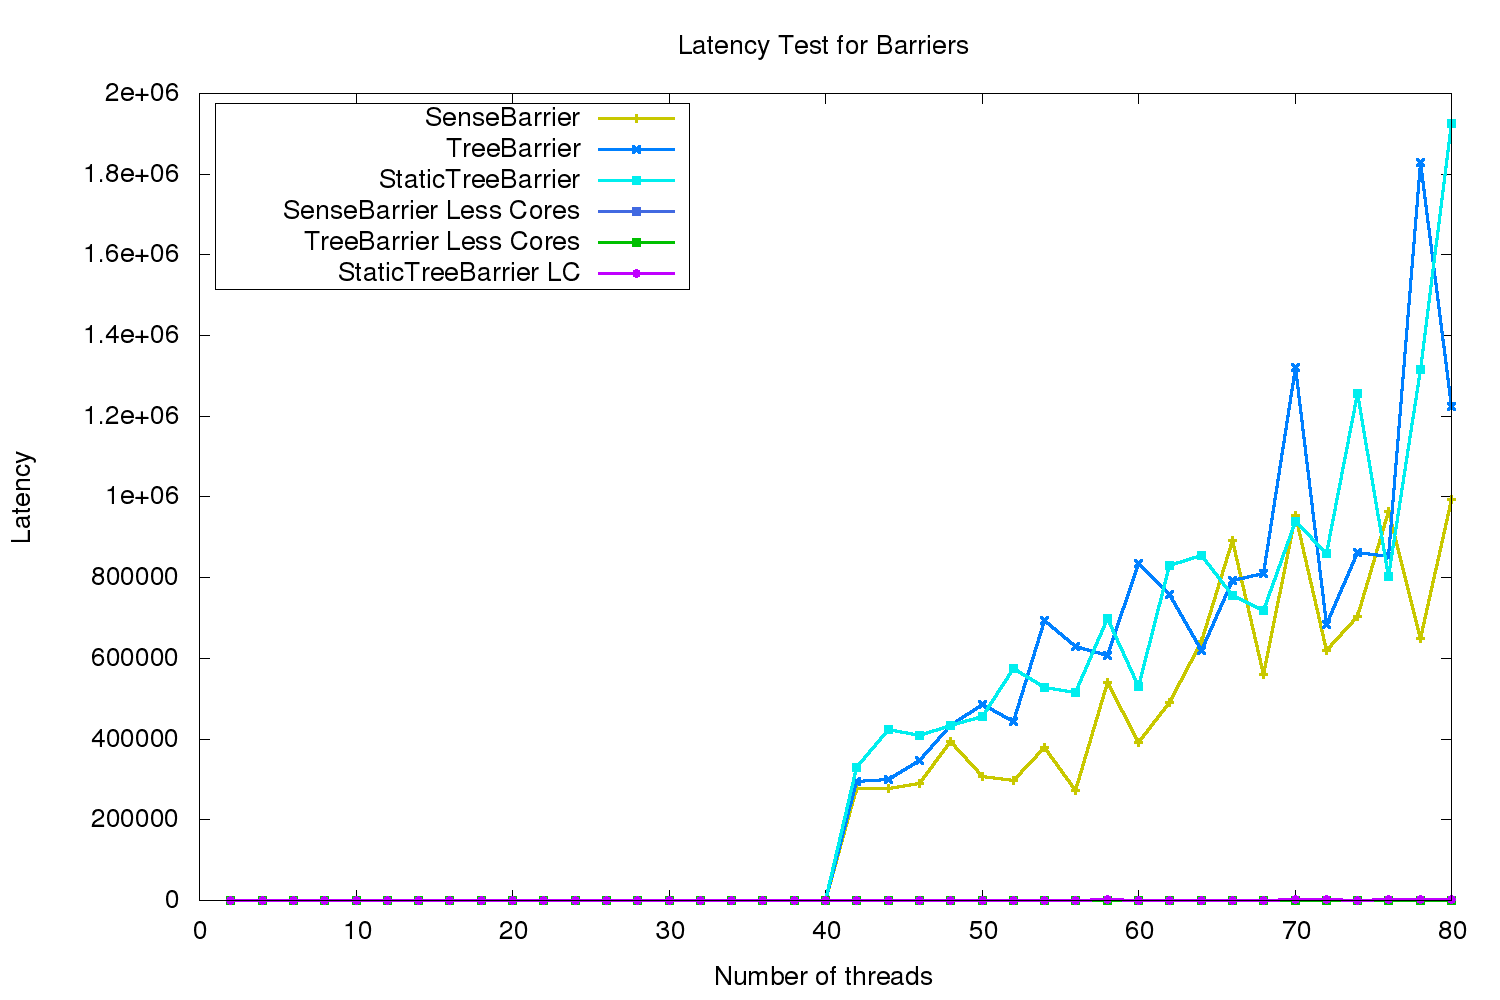 Latency Test for Barriers
2e+06
1.8e+06
1.6e+06
1.4e+06
1.2e+06
1e+06
800000
600000
400000
200000
0
Latency
SenseBarrier
TreeBarrier
StaticTreeBarrier
SenseBarrier Less Cores
TreeBarrier Less Cores
StaticTreeBarrier LC
0 10 20 30 40 50 60 70 80
Number of threads